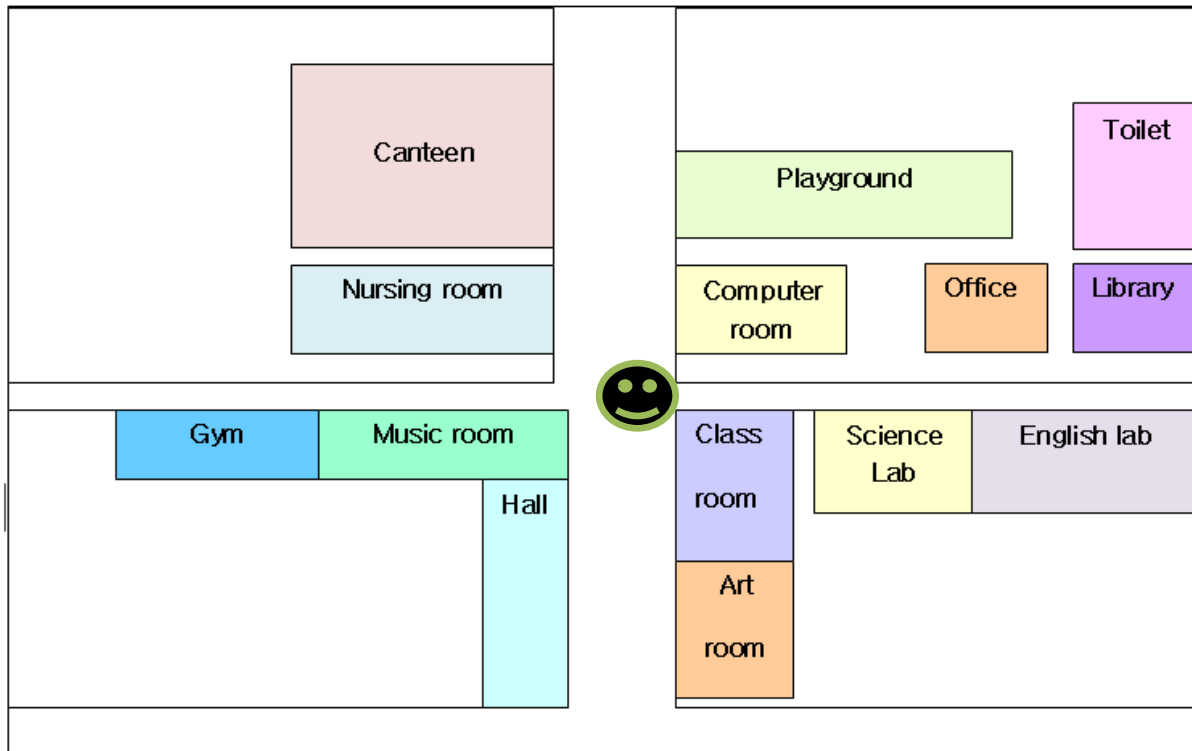 Canteen
Toilet
Playground
Nursing room
Computer
room
Office
Library
Gym
Music room
Class
room
Science
Lab
English lab
Hall
Art
room